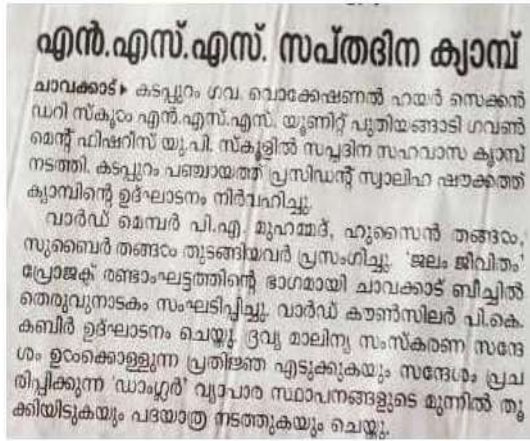 എൻ.എസ്.എസ്. സപ്തദിന ക്യാമ്പ്
ചാവക്കാട്▸ കടപ്പുറം ഗവ. വൊക്കേഷണൽ ഹയർ സെക്കൻ
ഡറി സ്കൂൾ എൻ.എസ്.എസ്. യൂണിറ്റ് പുതിയങ്ങാടി ഗവൺ
മെന്റ് ഫിഷറിസ് യു.പി. സ്കൂളിൽ സപ്തദിന സഹവാസ ക്യാമ്പ്
നടത്തി. കടപ്പുറം പഞ്ചായത്ത് പ്രസിഡന്റ് സ്വാലിഹ ഷൗക്കത്ത്
ക്യാമ്പിന്റെ ഉദ്ഘാടനം നിർവഹിച്ചു.
വാർഡ് മെമ്പർ പി.എ. മുഹമ്മദ്, ഹുസൈൻ തങ്ങൾ,
സുബൈർ തങ്ങൾ തുടങ്ങിയവർ പ്രസംഗിച്ചു. 'ജലം ജീവിതം'
പ്രോജക്ട് രണ്ടാംഘട്ടത്തിന്റെ ഭാഗമായി ചാവക്കാട് ബീച്ചിൽ
തെരുവുനാടകം സംഘടിപ്പിച്ചു. വാർഡ് കൗൺസിലർ പി.കെ.
കബീർ ഉദ്ഘാടനം ചെയ്തു. ദ്രവ്യ മാലിന്യ സംസ്കരണ സന്ദേ
ശം ഉൾക്കൊള്ളുന്ന പ്രതിജ്ഞ എടുക്കുകയും സന്ദേശം പ്രച
രിപ്പിക്കുന്ന 'ഡാംഗ്ലർ' വ്യാപാര സ്ഥാപനങ്ങളുടെ മുന്നിൽ തൂ
ക്കിയിടുകയും പദയാത്ര നടത്തുകയും ചെയ്തു.